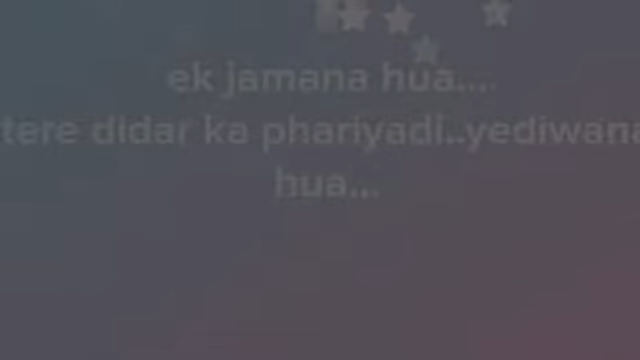 ek jamana hua....
tere didar ka phariyadi..yediwana
hua...